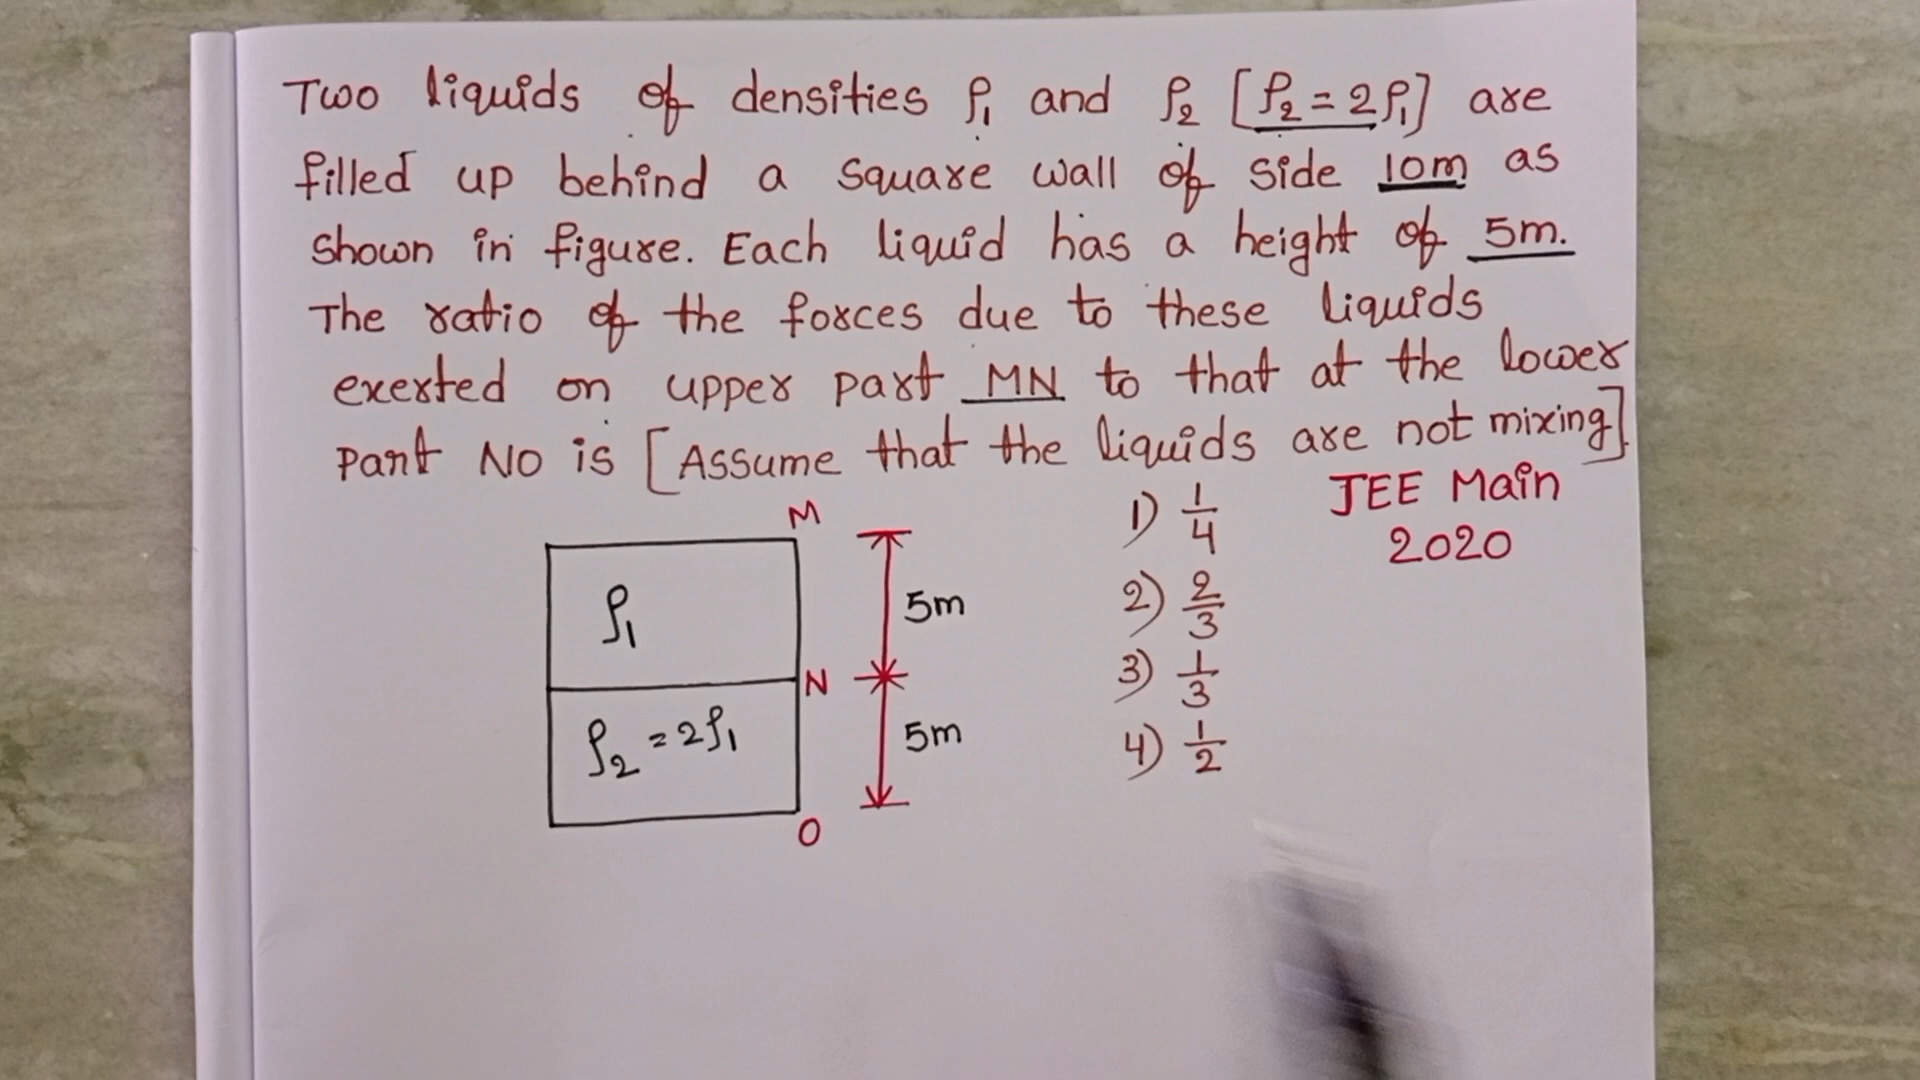 Two liquids of densities ρ₁ and ρ₂ [ρ₂ = 2ρ₁] are
filled up behind a square wall of side 10m as
shown in figure. Each liquid has a height of 5m.
The ratio of the forces due to these liquids
exerted on upper part MN to that at the lower
part NO is [Assume that the liquids are not mixing].
JEE Main
2020
M
ρ₁
5m
N
ρ₂ = 2ρ₁
5m
O
1) 1/4
2) 2/3
3) 1/3
4) 1/2